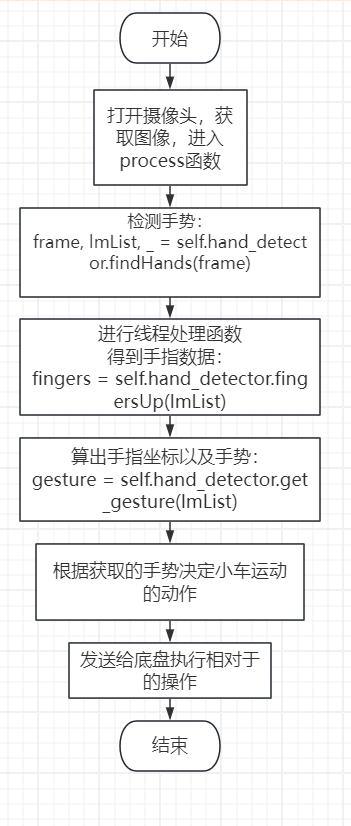 开始
打开摄像头，获
取图像，进入
process函数
检测手势：
frame, lmList, _ = self.hand_detect
or.findHands(frame)
进行线程处理函数
得到手指数据：
fingers = self.hand_detector.fing
ersUp(lmList)
算出手指坐标以及手势：
gesture = self.hand_detector.get
_gesture(lmList)
根据获取的手势决定小车运动
的动作
发送给底盘执行相对于
的操作
结束